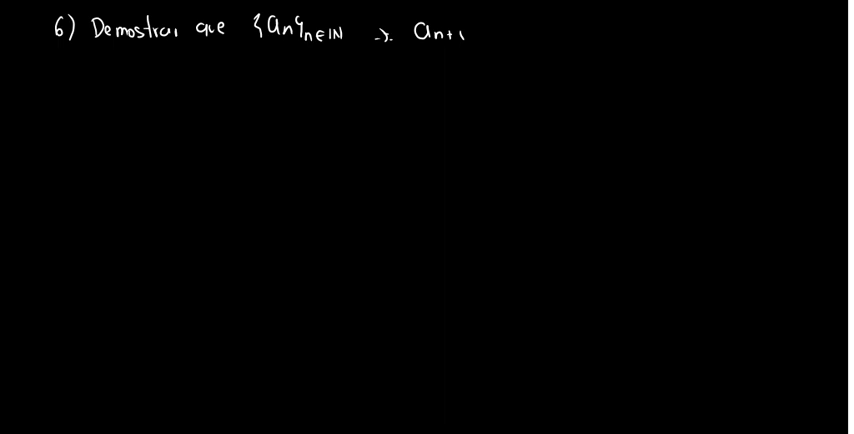 6) Demostrar que {an}n∈ℕ .>. an+1